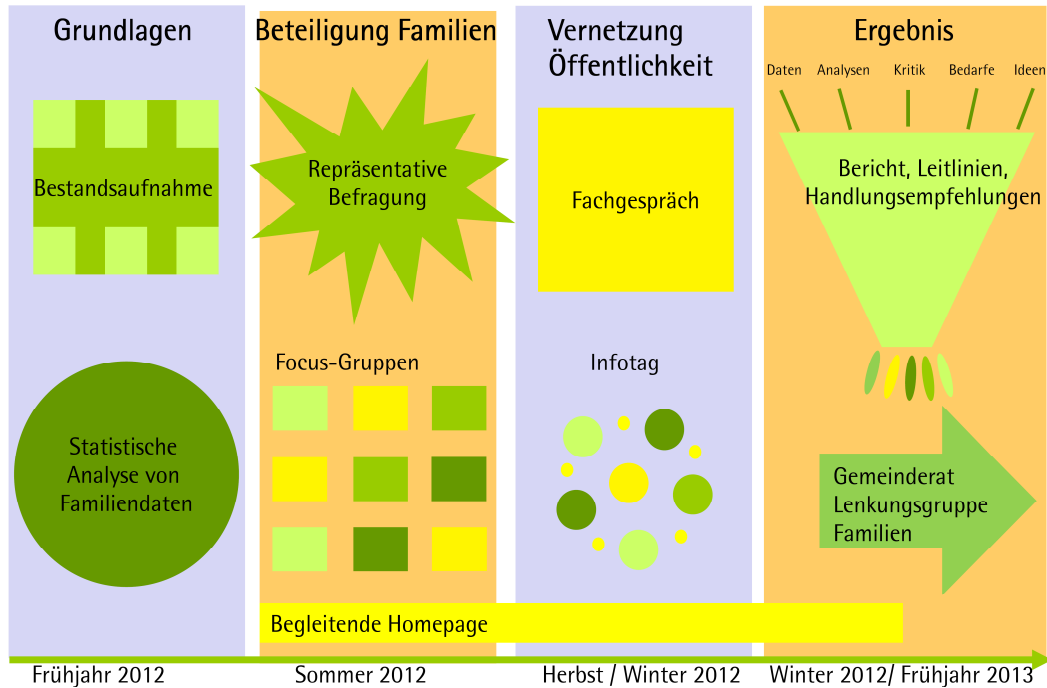 Grundlagen
Bestandsaufnahme
Statistische
Analyse von
Familiendaten
Frühjahr 2012
Beteiligung Familien
Repräsentative
Befragung
Focus-Gruppen
Begleitende Homepage
Sommer 2012
Vernetzung
Öffentlichkeit
Fachgespräch
Infotag
Herbst / Winter 2012
Ergebnis
Daten Analysen Kritik Bedarfe Ideen
Bericht, Leitlinien,
Handlungsempfehlungen
Gemeinderat
Lenkungsgruppe
Familien
Winter 2012/ Frühjahr 2013